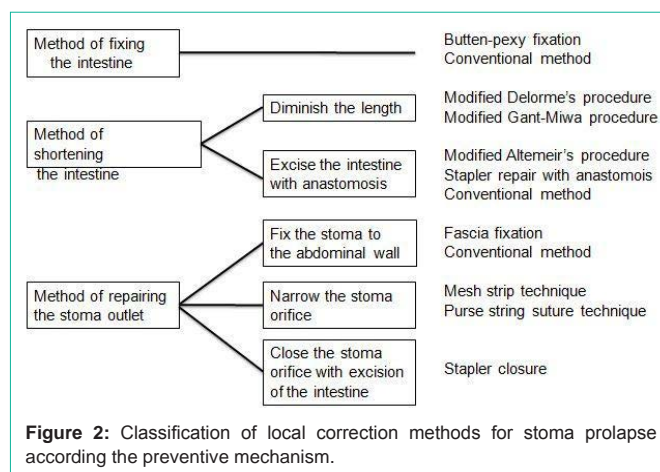 Method of fixing
the intestine
Butten-pexy fixation
Conventional method
Method of
shortening
the intestine
Diminish the length
Modified Delorme's procedure
Modified Gant-Miwa procedure
Excise the intestine
with anastomosis
Modified Altemeir's procedure
Stapler repair with anastomois
Conventional method
Method of repairing
the stoma outlet
Fix the stoma to
the abdominal wall
Fascia fixation
Conventional method
Narrow the stoma
orifice
Mesh strip technique
Purse string suture technique
Close the stoma
orifice with excision
of the intestine
Stapler closure
Figure 2: Classification of local correction methods for stoma prolapse
according the preventive mechanism.